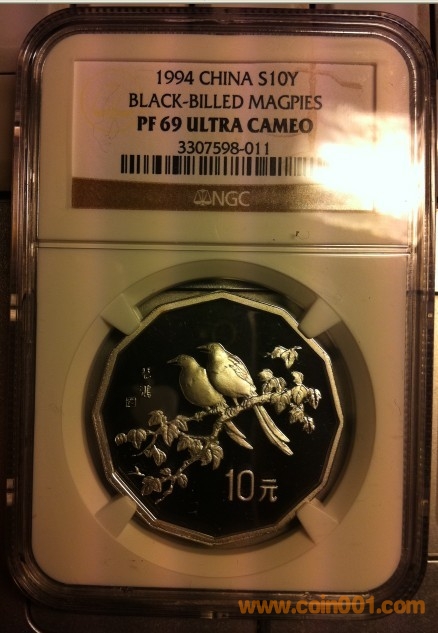 1994 CHINA S10Y
BLACK-BILLED MAGPIES
PF 69 ULTRA CAMEO
3307598-011
NGC
10元
www.coin001.com